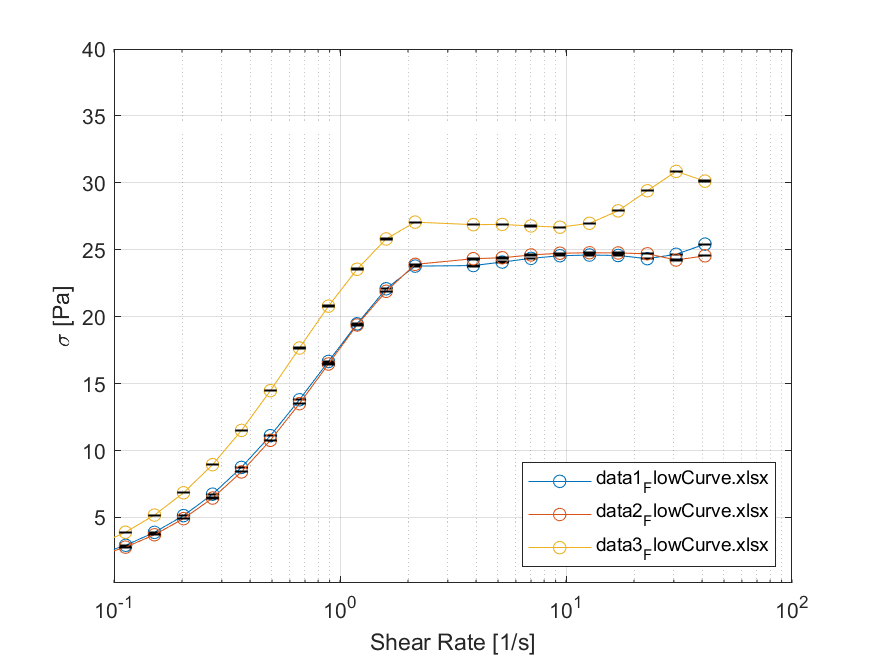 40
35
30
25
20
15
10
5
σ [Pa]
10^-1
10^0
10^1
10^2
Shear Rate [1/s]
data1_FlowCurve.xlsx
data2_FlowCurve.xlsx
data3_FlowCurve.xlsx